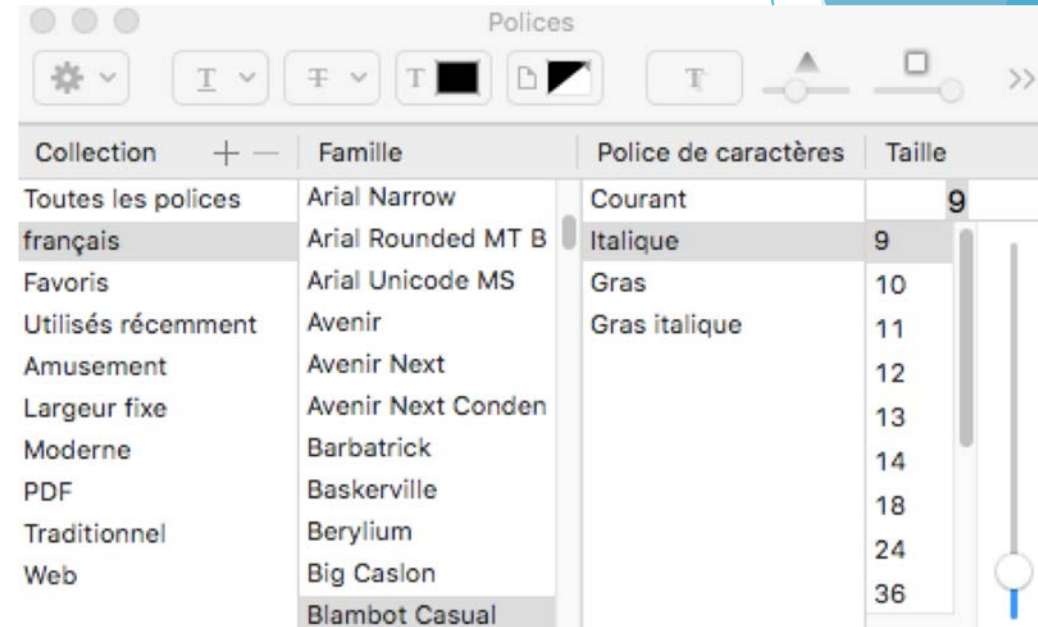 Polices
T T T T
Collection + − Famille Police de caractères Taille
Toutes les polices
français
Favoris
Utilisés récemment
Amusement
Largeur fixe
Moderne
PDF
Traditionnel
Web
Arial Narrow
Arial Rounded MT B
Arial Unicode MS
Avenir
Avenir Next
Avenir Next Conden
Barbatrick
Baskerville
Berylium
Big Caslon
Blambot Casual
Courant
Italique
Gras
Gras italique
9
9
10
11
12
13
14
18
24
36